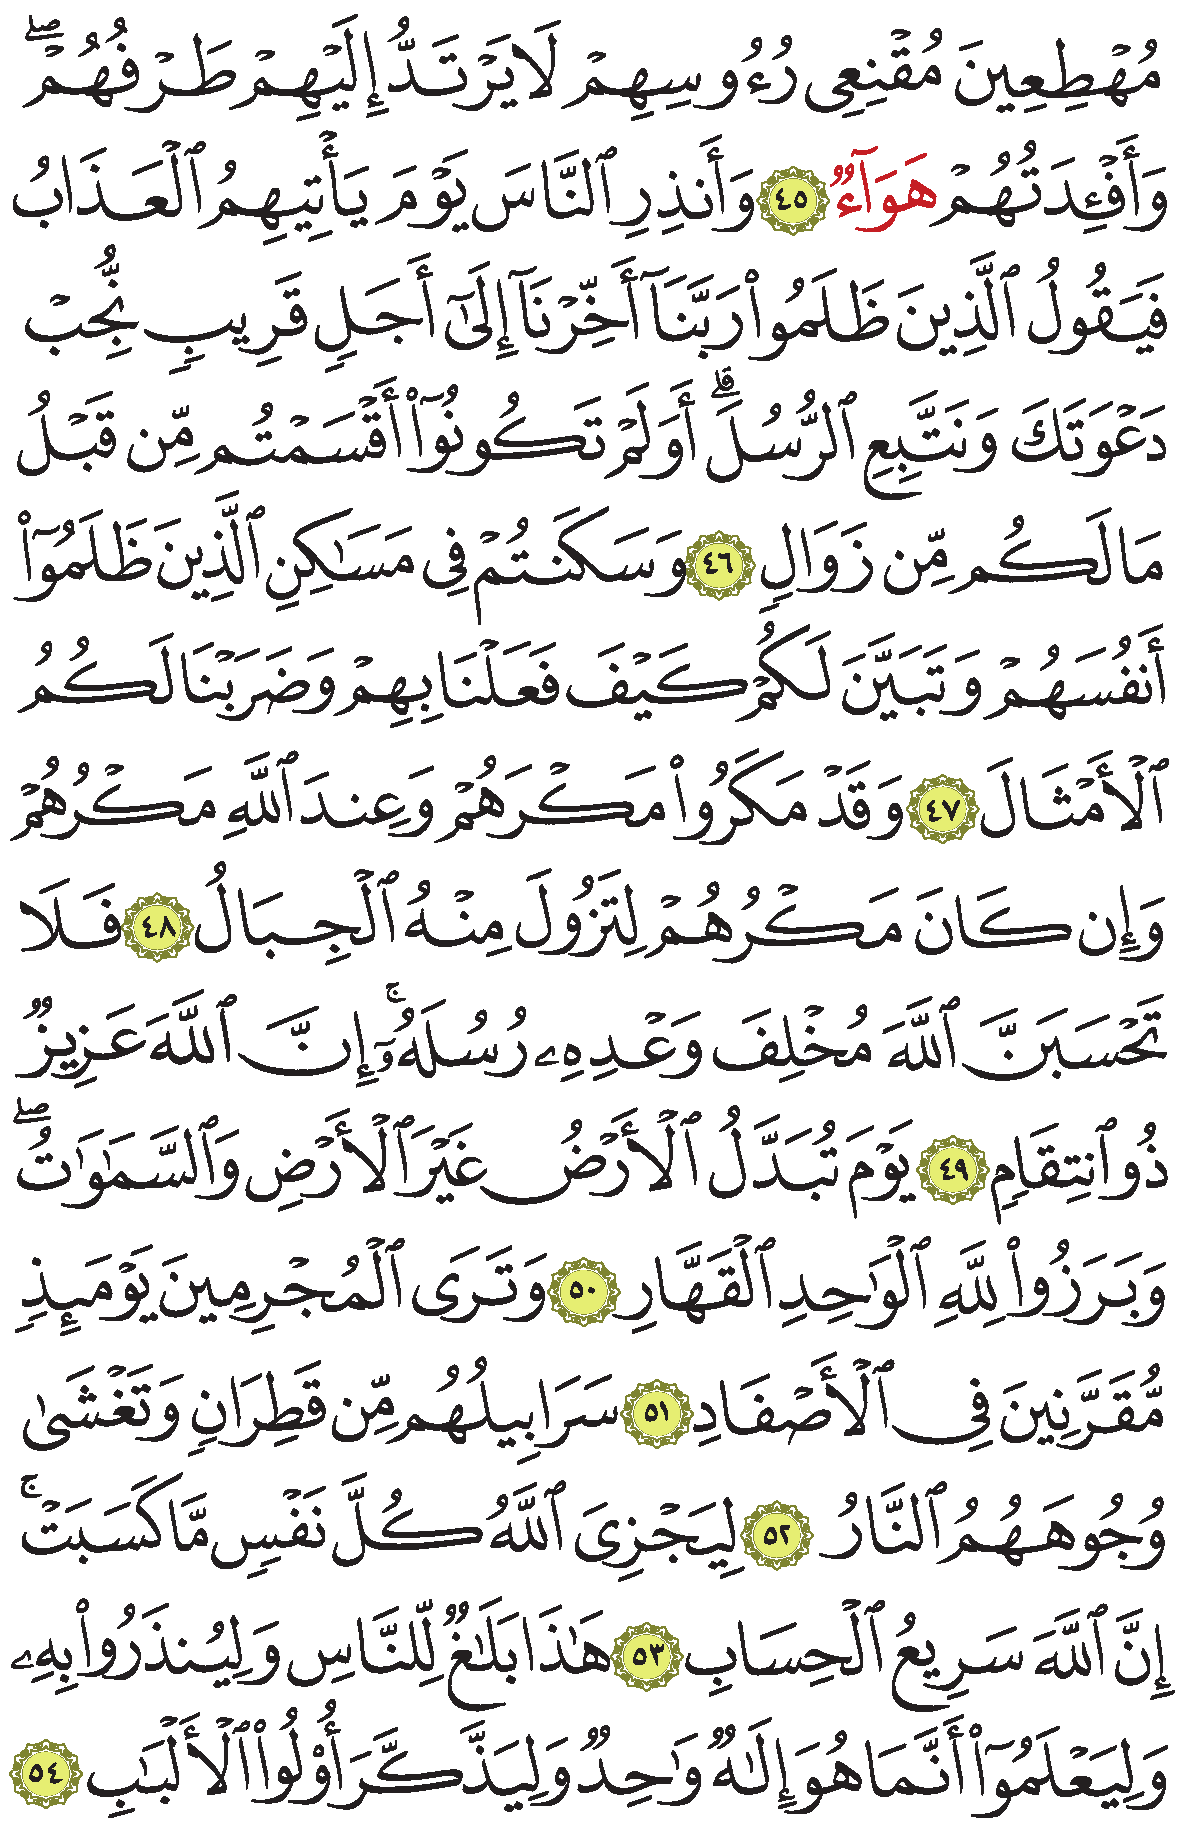 مُهۡطِعِينَ مُقۡنِعِي رُءُوسِهِمۡ لَا يَرۡتَدُّ إِلَيۡهِمۡ طَرۡفُهُمۡۖ
وَأَفۡـِٔدَتُهُمۡ هَوَآءٞ ٤٥ وَأَنذِرِ ٱلنَّاسَ يَوۡمَ يَأۡتِيهِمُ ٱلۡعَذَابُ
فَيَقُولُ ٱلَّذِينَ ظَلَمُواْ رَبَّنَآ أَخِّرۡنَآ إِلَىٰٓ أَجَلٖ قَرِيبٖ نُّجِبۡ
دَعۡوَتَكَ وَنَتَّبِعِ ٱلرُّسُلَۗ أَوَلَمۡ تَكُونُوٓاْ أَقۡسَمۡتُم مِّن قَبۡلُ
مَا لَكُم مِّن زَوَالٖ ٤٦ وَسَكَنتُمۡ فِي مَسَٰكِنِ ٱلَّذِينَ ظَلَمُوٓاْ
أَنفُسَهُمۡ وَتَبَيَّنَ لَكُمۡ كَيۡفَ فَعَلۡنَا بِهِمۡ وَضَرَبۡنَا لَكُمُ
ٱلۡأَمۡثَالَ ٤٧ وَقَدۡ مَكَرُواْ مَكۡرَهُمۡ وَعِندَ ٱللَّهِ مَكۡرُهُمۡ
وَإِن كَانَ مَكۡرُهُمۡ لِتَزُولَ مِنۡهُ ٱلۡجِبَالُ ٤٨ فَلَا
تَحۡسَبَنَّ ٱللَّهَ مُخۡلِفَ وَعۡدِهِۦ رُسُلَهُۥٓۚ إِنَّ ٱللَّهَ عَزِيزٞ
ذُو ٱنتِقَامٖ ٤٩ يَوۡمَ تُبَدَّلُ ٱلۡأَرۡضُ غَيۡرَ ٱلۡأَرۡضِ وَٱلسَّمَٰوَٰتُۖ
وَبَرَزُواْ لِلَّهِ ٱلۡوَٰحِدِ ٱلۡقَهَّارِ ٥٠ وَتَرَى ٱلۡمُجۡرِمِينَ يَوۡمَئِذٖ
مُّقَرَّنِينَ فِي ٱلۡأَصۡفَادِ ٥١ سَرَابِيلُهُم مِّن قَطِرَانٖ وَتَغۡشَىٰ
وُجُوهَهُمُ ٱلنَّارُ ٥٢ لِيَجۡزِيَ ٱللَّهُ كُلَّ نَفۡسٖ مَّا كَسَبَتۡۚ
إِنَّ ٱللَّهَ سَرِيعُ ٱلۡحِسَابِ ٥٣ هَٰذَا بَلَٰغٞ لِّلنَّاسِ وَلِيُنذَرُواْ بِهِۦ
وَلِيَعۡلَمُوٓاْ أَنَّمَا هُوَ إِلَٰهٞ وَٰحِدٞ وَلِيَذَّكَّرَ أُوْلُواْ ٱلۡأَلۡبَٰبِ ٥٤